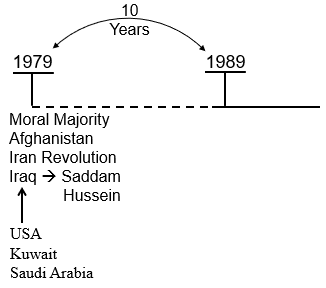 10
Years
1979
1989
Moral Majority
Afghanistan
Iran Revolution
Iraq → Saddam
Hussein
USA
Kuwait
Saudi Arabia